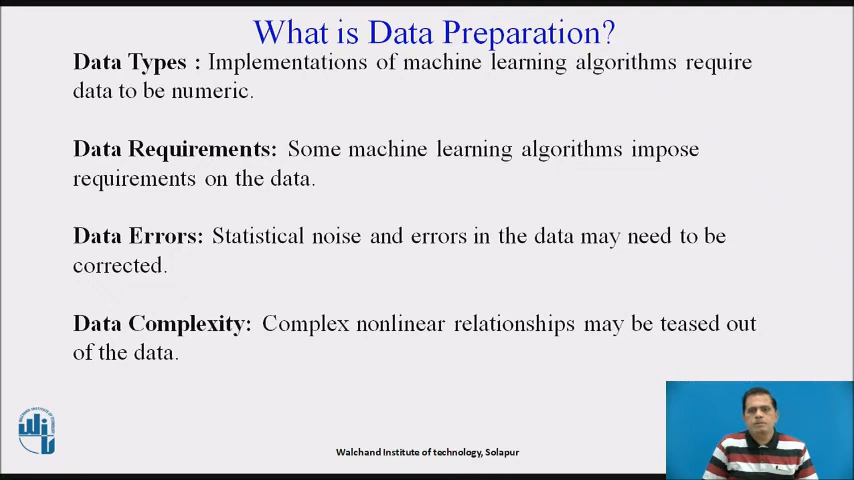 What is Data Preparation?
Data Types : Implementations of machine learning algorithms require
data to be numeric.
Data Requirements: Some machine learning algorithms impose
requirements on the data.
Data Errors: Statistical noise and errors in the data may need to be
corrected.
Data Complexity: Complex nonlinear relationships may be teased out
of the data.
Walchand Institute of technology, Solapur